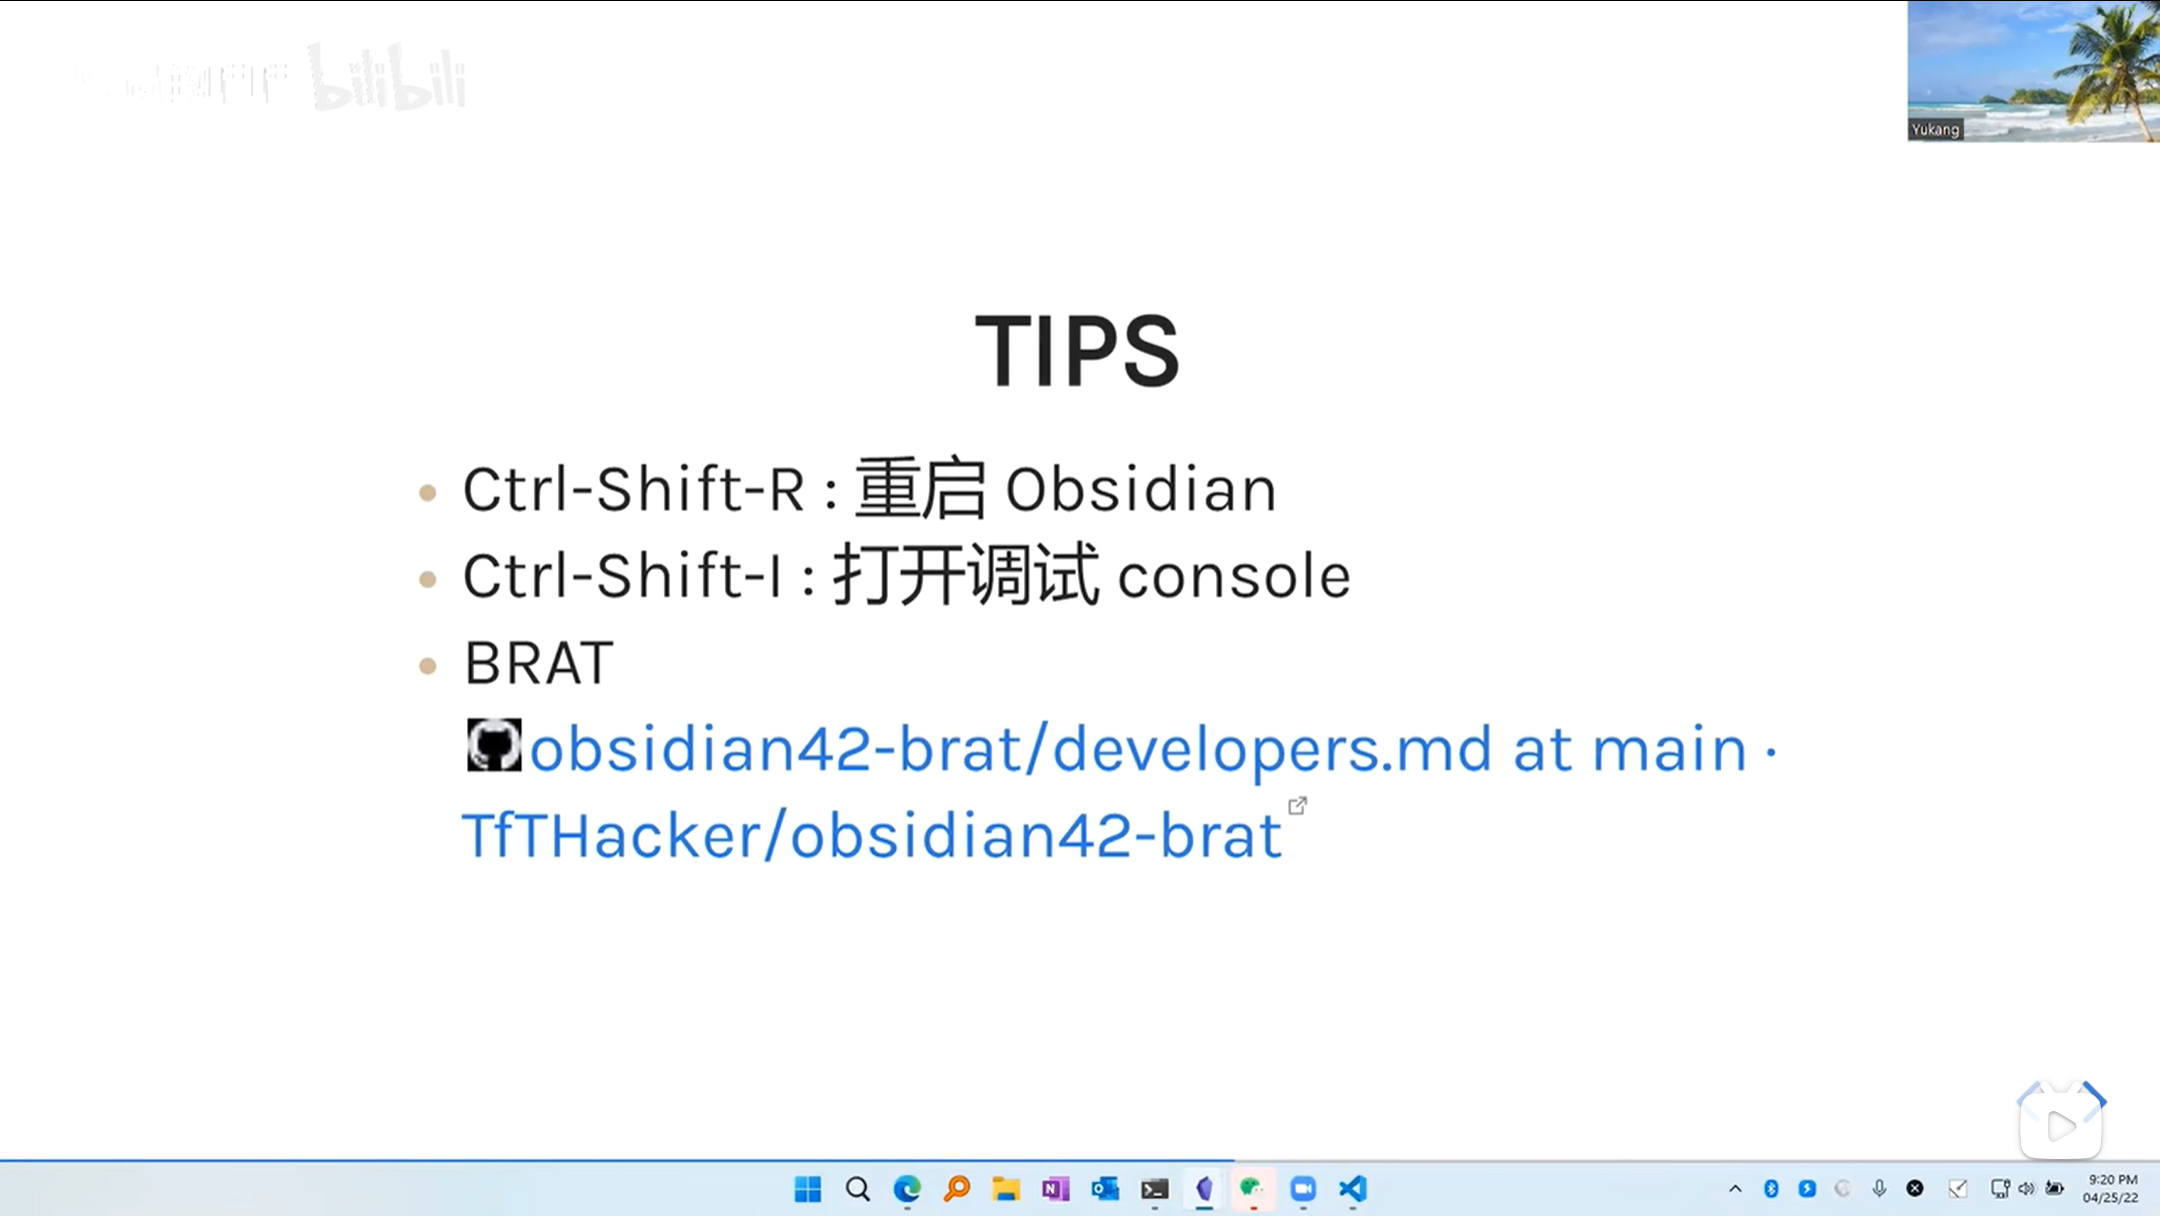 bilibili
Yukang
TIPS
Ctrl-Shift-R : 重启 Obsidian
Ctrl-Shift-I : 打开调试 console
BRAT
obsidian42-brat/developers.md at main ·
TfTHacker/obsidian42-brat
9:20 PM
04/25/22